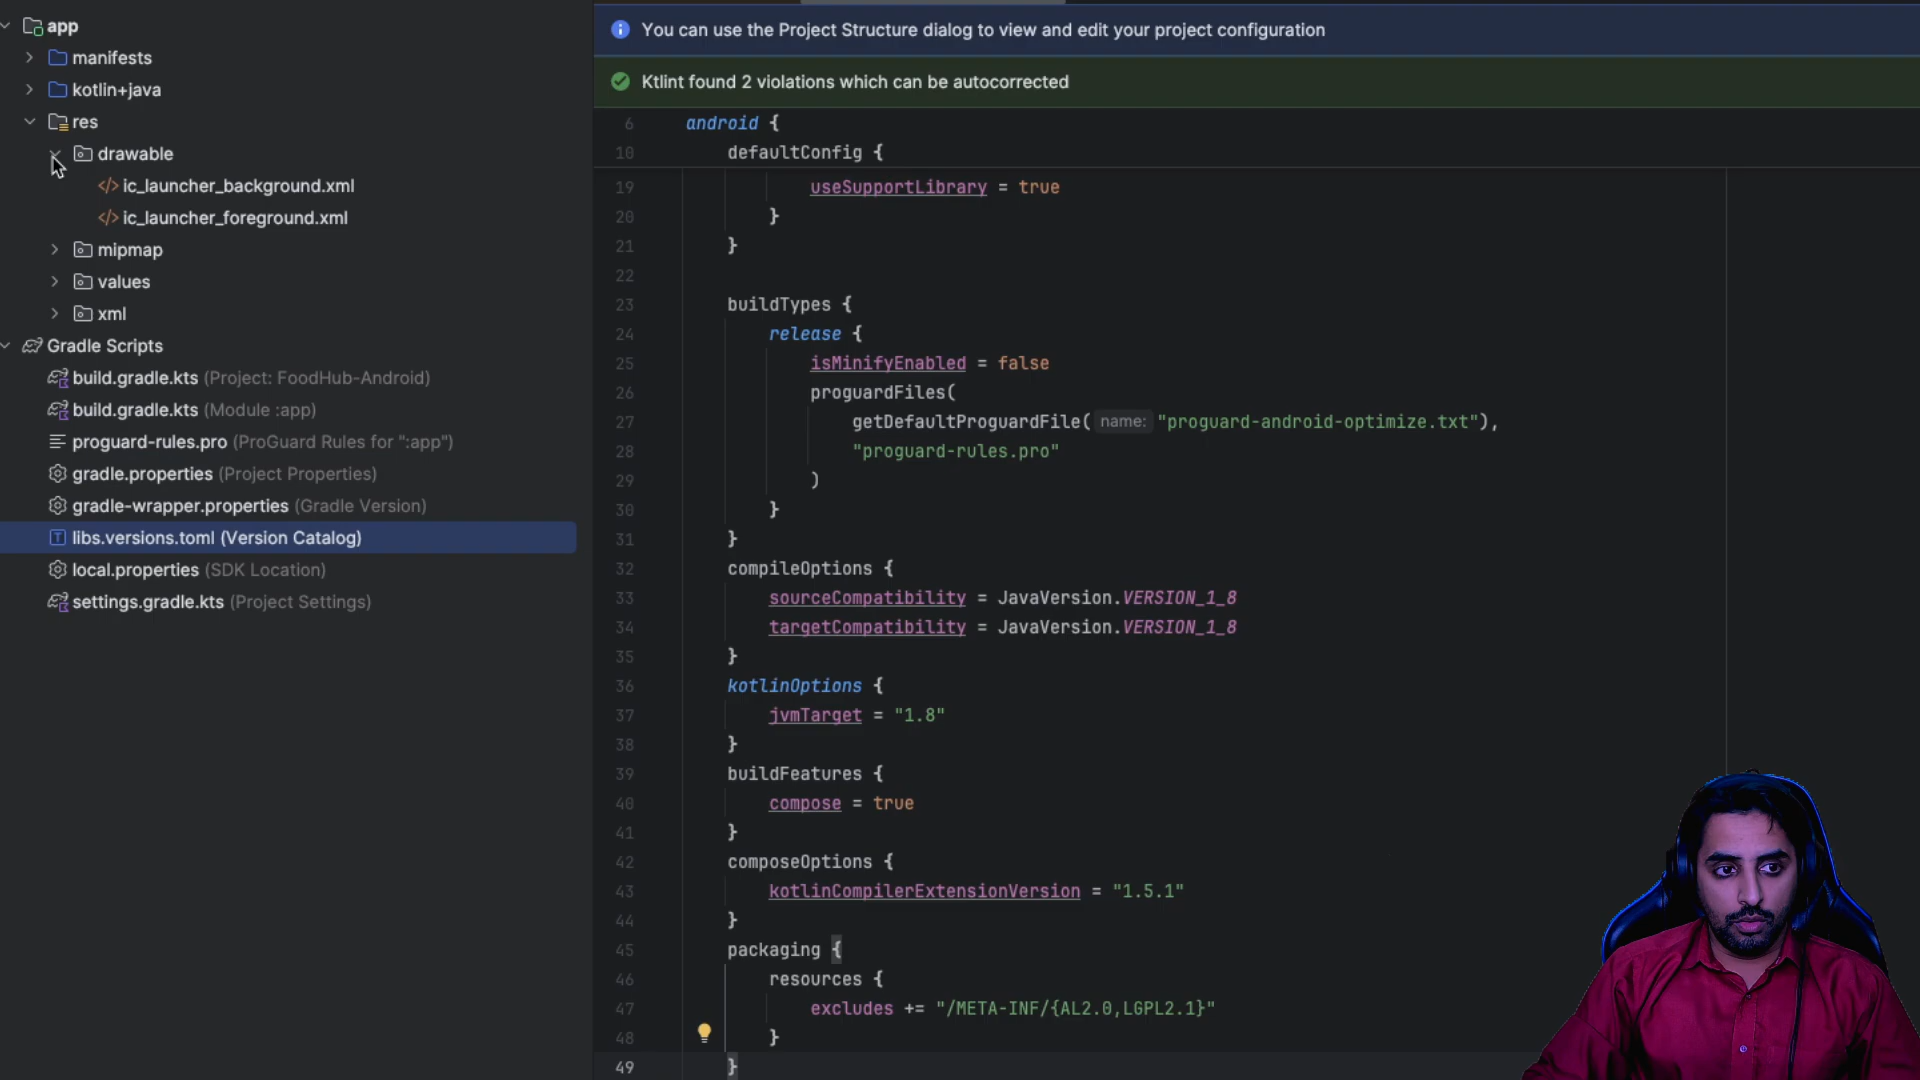 app
manifests
kotlin+java
res
drawable
</> ic_launcher_background.xml
</> ic_launcher_foreground.xml
mipmap
values
xml
Gradle Scripts
build.gradle.kts (Project: FoodHub-Android)
build.gradle.kts (Module :app)
proguard-rules.pro (ProGuard Rules for ":app")
gradle.properties (Project Properties)
gradle-wrapper.properties (Gradle Version)
T libs.versions.toml (Version Catalog)
local.properties (SDK Location)
settings.gradle.kts (Project Settings)
You can use the Project Structure dialog to view and edit your project configuration
Ktlint found 2 violations which can be autocorrected
6 android {
10 defaultConfig {
19 useSupportLibrary = true
20 }
21 }
22
23 buildTypes {
24 release {
25 isMinifyEnabled = false
26 proguardFiles(
27 getDefaultProguardFile( name: "proguard-android-optimize.txt"),
28 "proguard-rules.pro"
29 )
30 }
31 }
32 compileOptions {
33 sourceCompatibility = JavaVersion.VERSION_1_8
34 targetCompatibility = JavaVersion.VERSION_1_8
35 }
36 kotlinOptions {
37 jvmTarget = "1.8"
38 }
39 buildFeatures {
40 compose = true
41 }
42 composeOptions {
43 kotlinCompilerExtensionVersion = "1.5.1"
44 }
45 packaging {
46 resources {
47 excludes += "/META-INF/{AL2.0,LGPL2.1}"
48 }
49 }